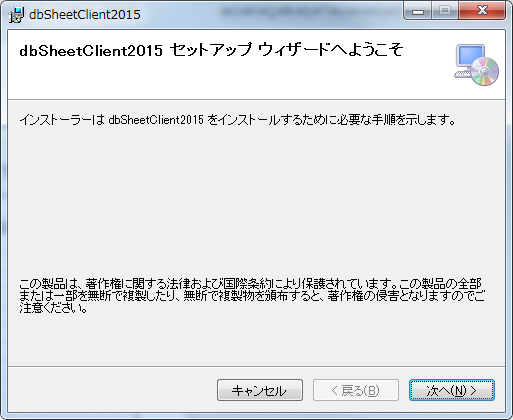 dbSheetClient2015
dbSheetClient2015 セットアップ ウィザードへようこそ
インストーラーは dbSheetClient2015 をインストールするために必要な手順を示します。
この製品は、著作権に関する法律および国際条約により保護されています。この製品の全部
または一部を無断で複製したり、無断で複製物を頒布すると、著作権の侵害となりますのでご
注意ください。
キャンセル
< 戻る(B)
次へ(N) >